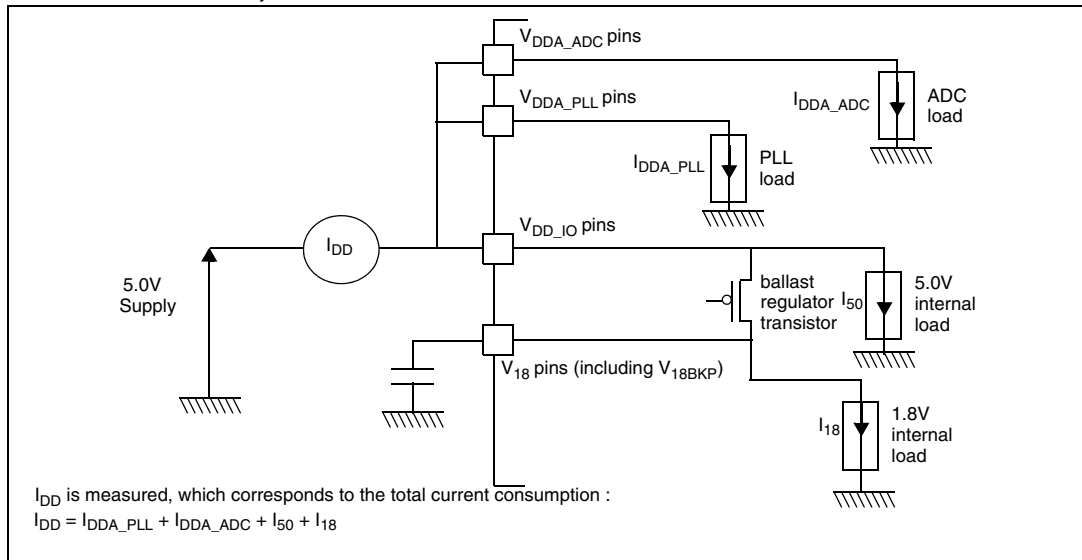 V_DDA_ADC pins
I_DDA_ADC
ADC
load
V_DDA_PLL pins
I_DDA_PLL
PLL
load
V_DD_IO pins
I_DD
5.0V
Supply
ballast
regulator
transistor
I_50
5.0V
internal
load
V_18 pins (including V_18BKP)
I_18
1.8V
internal
load
I_DD is measured, which corresponds to the total current consumption :
I_DD = I_DDA_PLL + I_DDA_ADC + I_50 + I_18